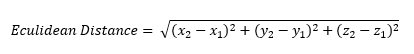 Eculidean Distance = √(x₂ − x₁)² + (y₂ − y₁)² + (z₂ − z₁)²